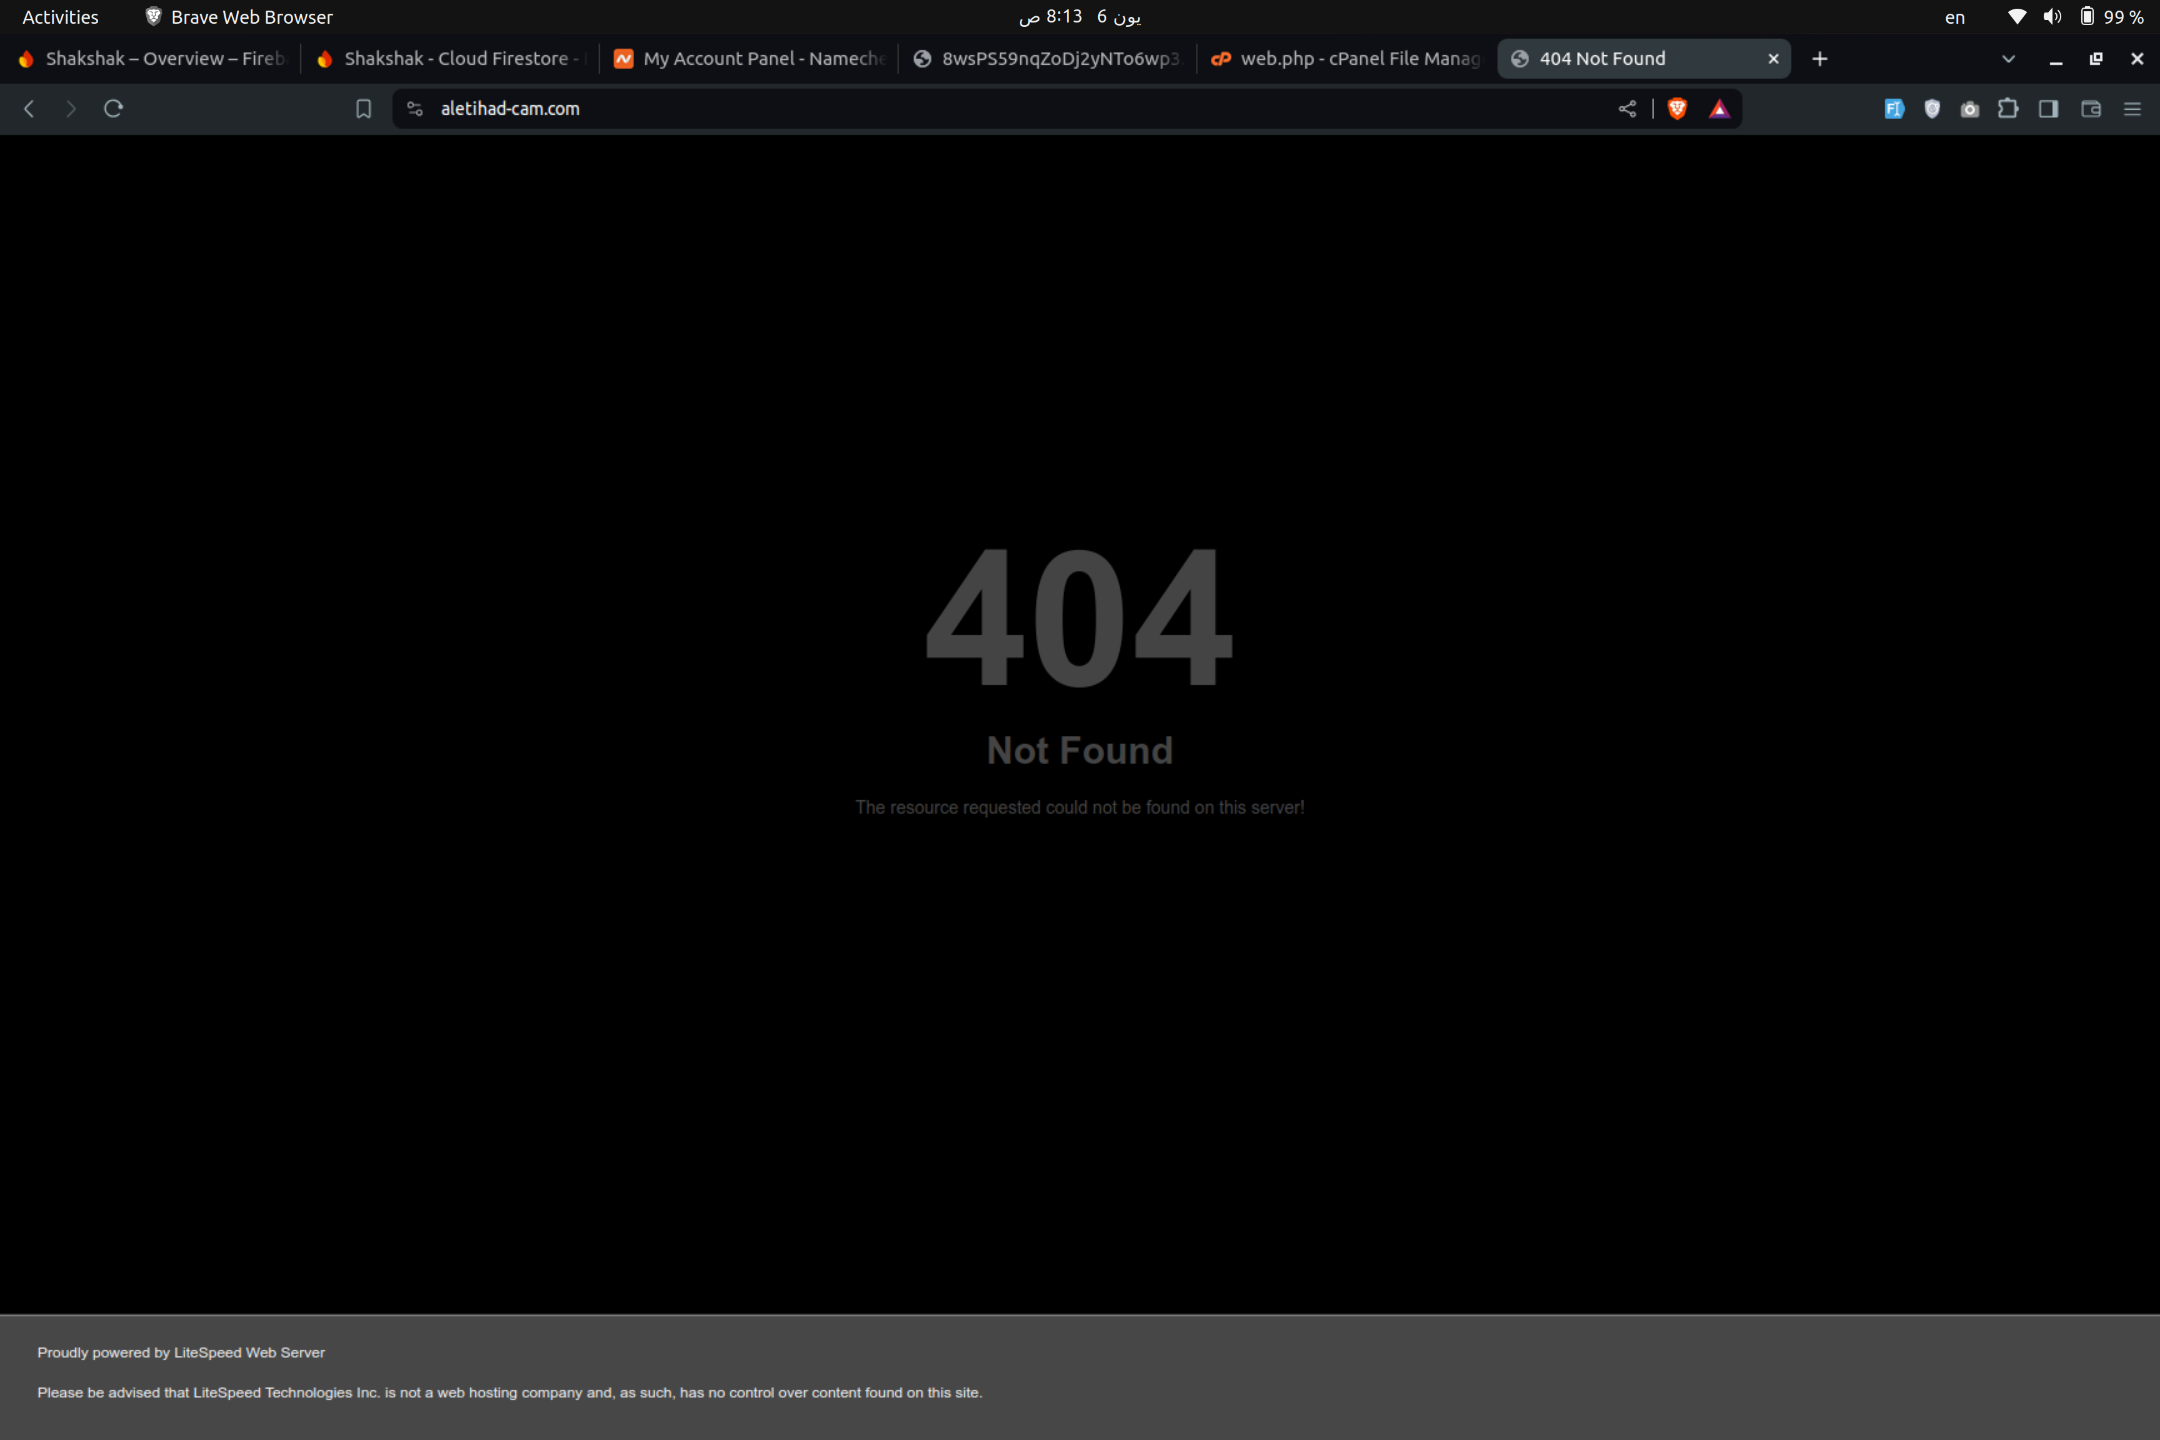 Activities
Brave Web Browser
يون 6 8:13 ص
en
99 %
Shakshak – Overview – Fireb
Shakshak - Cloud Firestore -
My Account Panel - Nameche
8wsPS59nqZoDj2yNTo6wp3
web.php - cPanel File Manag
404 Not Found
aletihad-cam.com
404
Not Found
The resource requested could not be found on this server!
Proudly powered by LiteSpeed Web Server
Please be advised that LiteSpeed Technologies Inc. is not a web hosting company and, as such, has no control over content found on this site.